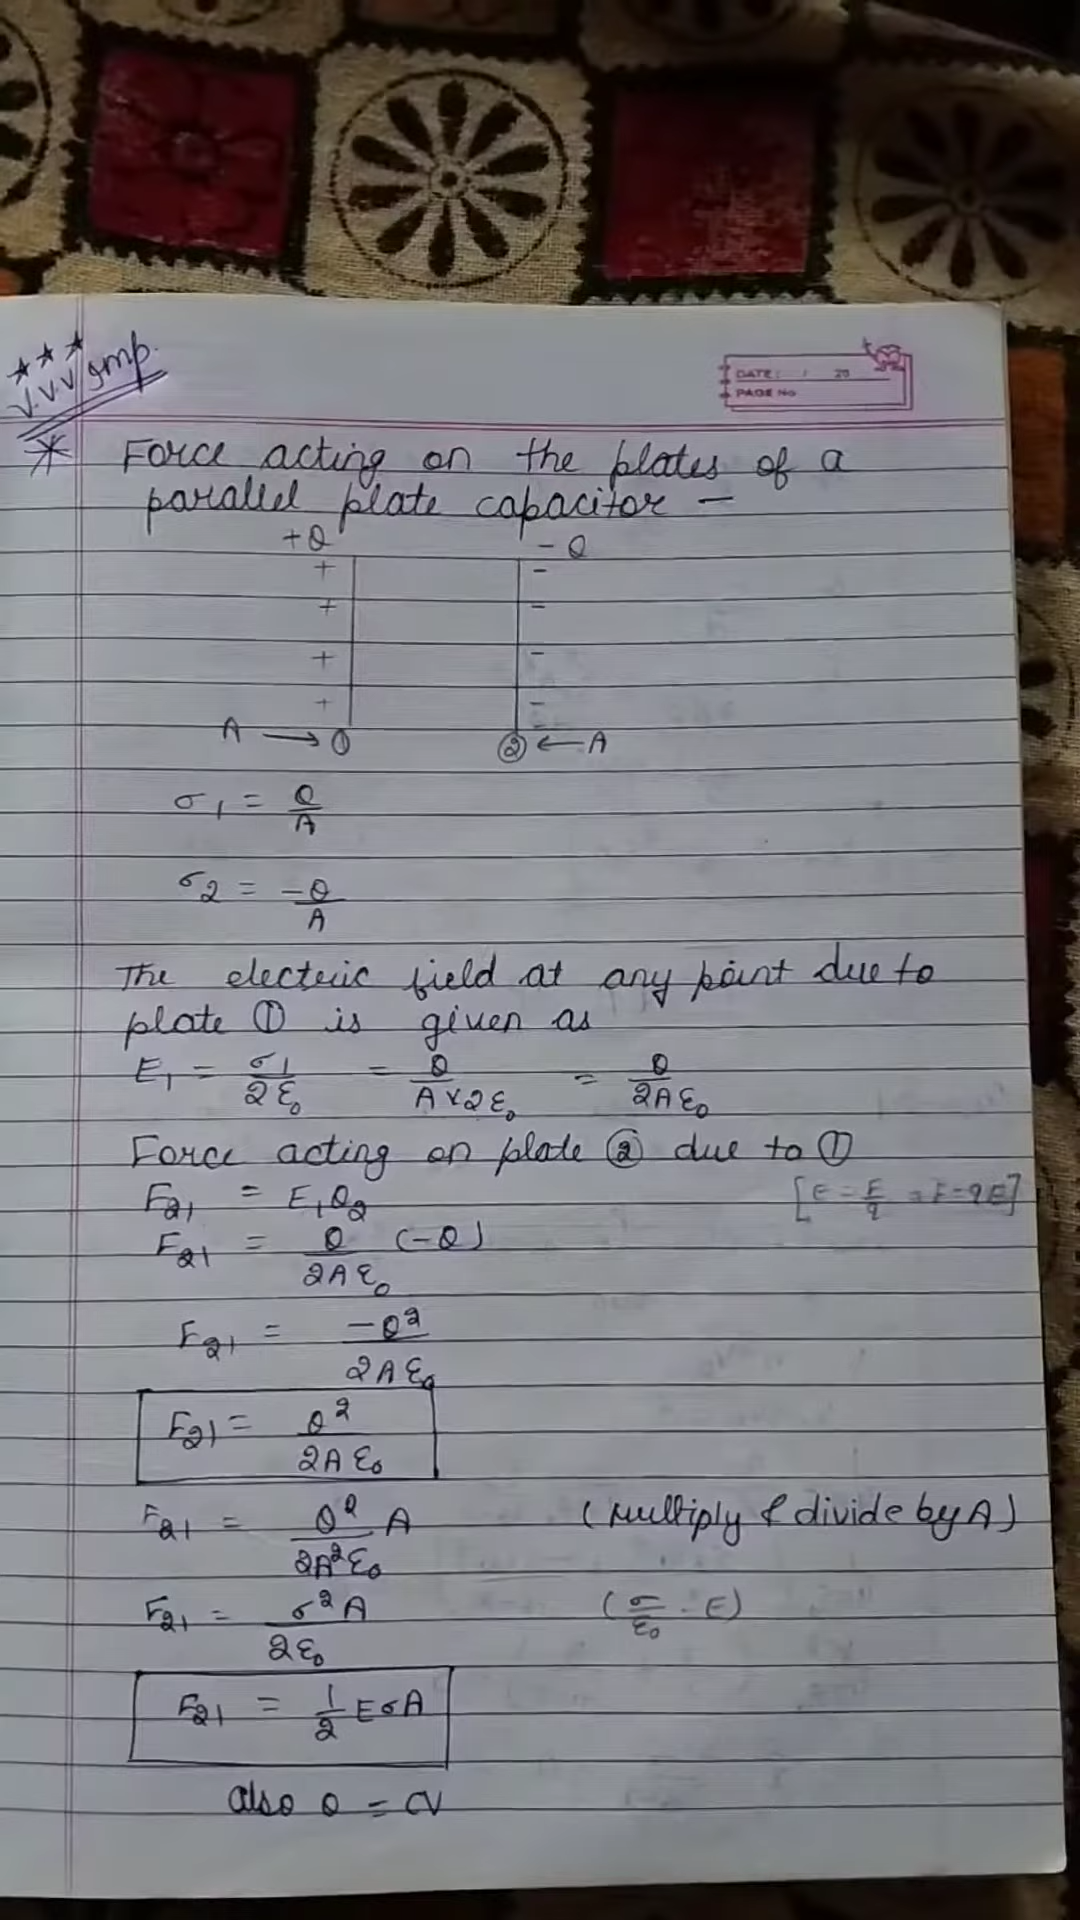 ★★★
V.V.V Imp.
DATE: / 20
PAGE No
* Force acting on the plates of a
parallel plate capacitor –
+Q -Q
+ –
+ –
+ –
+ –
A → ① ② ← A
σ1 = Q/A
σ2 = -Q/A
The electric field at any point due to
plate ① is given as
E1 = σ1/2ε0 = Q/A×2ε0 = Q/2Aε0
Force acting on plate ② due to ①
F21 = E1Q2 [E = F/q = F=qE]
F21 = Q/2Aε0 (-Q)
F21 = -Q²/2Aε0
F21 = Q²/2Aε0
F21 = Q²/2A²ε0 A (Multiply & divide by A)
F21 = σ²A/2ε0 (σ/ε0 = E)
F21 = 1/2 EσA
also Q = CV